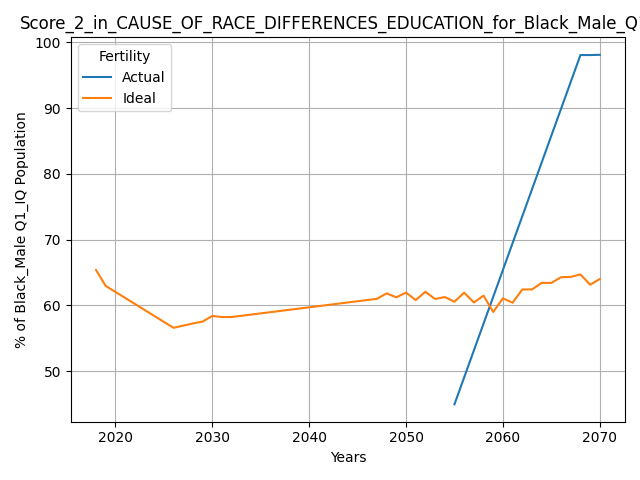 Score_2_in_CAUSE_OF_RACE_DIFFERENCES_EDUCATION_for_Black_Male_Q
Fertility
Actual
Ideal
100
90
80
70
60
50
% of Black_Male Q1_IQ Population
2020 2030 2040 2050 2060 2070
Years